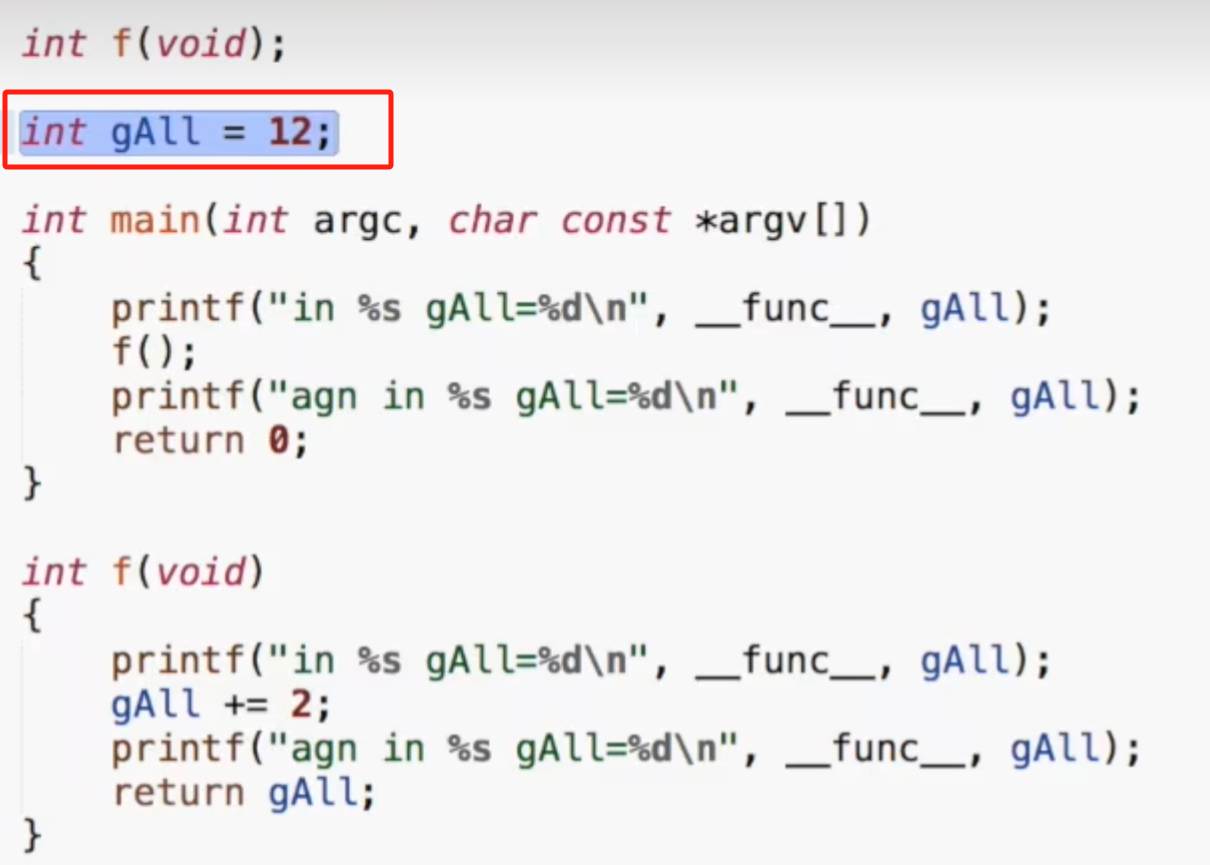 int f(void);
int gAll = 12;
int main(int argc, char const *argv[])
{
printf("in %s gAll=%d\n", __func__, gAll);
f();
printf("agn in %s gAll=%d\n", __func__, gAll);
return 0;
}
int f(void)
{
printf("in %s gAll=%d\n", __func__, gAll);
gAll += 2;
printf("agn in %s gAll=%d\n", __func__, gAll);
return gAll;
}